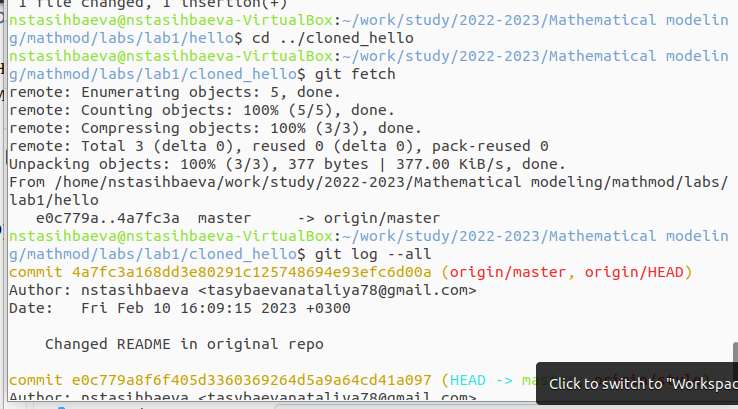 1 file changed, 1 insertion(+)
nstasihbaeva@nstasihbaeva-VirtualBox:~/work/study/2022-2023/Mathematical modelin
g/mathmod/labs/lab1/hello$ cd ../cloned_hello
nstasihbaeva@nstasihbaeva-VirtualBox:~/work/study/2022-2023/Mathematical modelin
g/mathmod/labs/lab1/cloned_hello$ git fetch
remote: Enumerating objects: 5, done.
remote: Counting objects: 100% (5/5), done.
remote: Compressing objects: 100% (3/3), done.
remote: Total 3 (delta 0), reused 0 (delta 0), pack-reused 0
Unpacking objects: 100% (3/3), 377 bytes | 377.00 KiB/s, done.
From /home/nstasihbaeva/work/study/2022-2023/Mathematical modeling/mathmod/labs/
lab1/hello
   e0c779a..4a7fc3a  master     -> origin/master
nstasihbaeva@nstasihbaeva-VirtualBox:~/work/study/2022-2023/Mathematical modelin
g/mathmod/labs/lab1/cloned_hello$ git log --all
commit 4a7fc3a168dd3e80291c125748694e93efc6d00a (origin/master, origin/HEAD)
Author: nstasihbaeva <tasybaevanataliya78@gmail.com>
Date:   Fri Feb 10 16:09:15 2023 +0300
    Changed README in original repo
commit e0c779a8f6f405d3360369264d5a9a64cd41a097 (HEAD ->
Click to switch to "Workspac
Author: nstasihbaeva <tasybaevanataliya78@gmail.com>